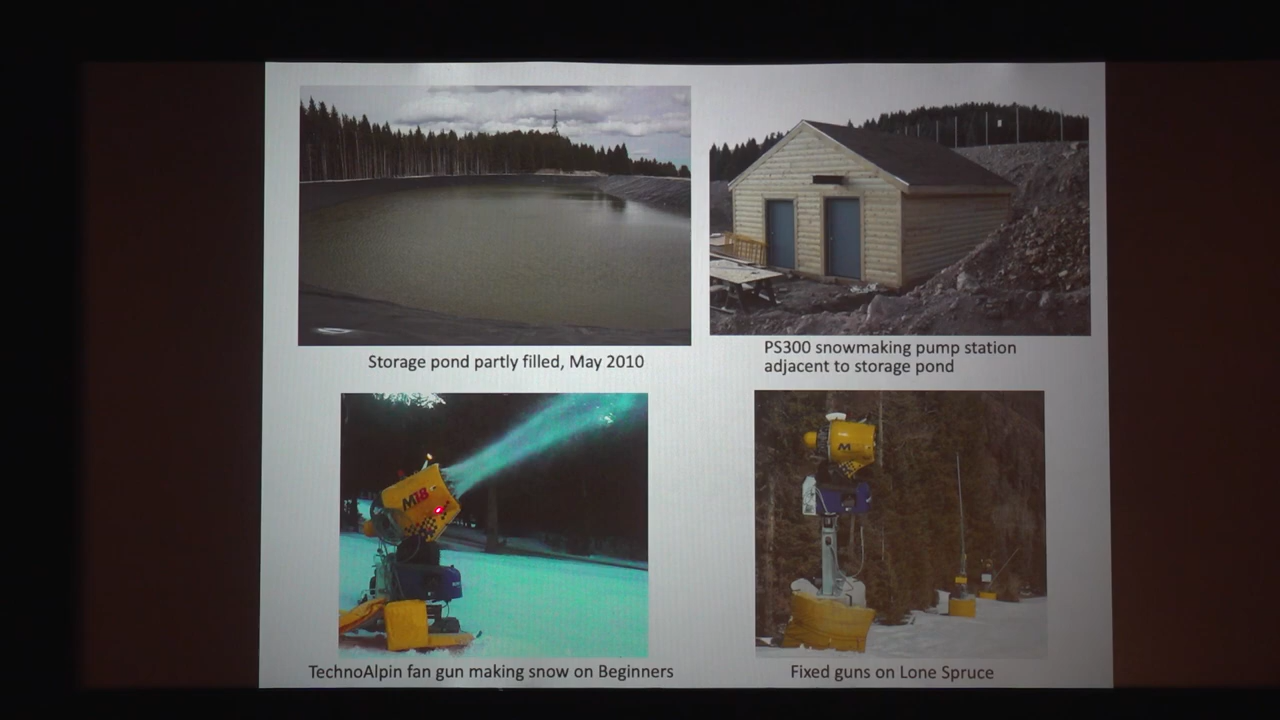 Storage pond partly filled, May 2010
PS300 snowmaking pump station
adjacent to storage pond
M18
M
TechnoAlpin fan gun making snow on Beginners
Fixed guns on Lone Spruce